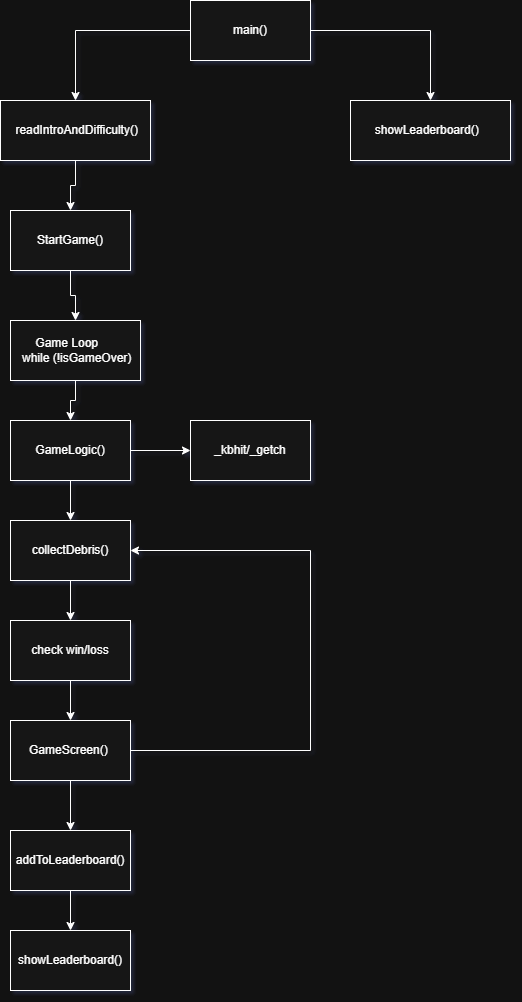 main()
readIntroAndDifficulty()
showLeaderboard()
StartGame()
Game Loop
while (!isGameOver)
GameLogic()
_kbhit/_getch
collectDebris()
check win/loss
GameScreen()
addToLeaderboard()
showLeaderboard()